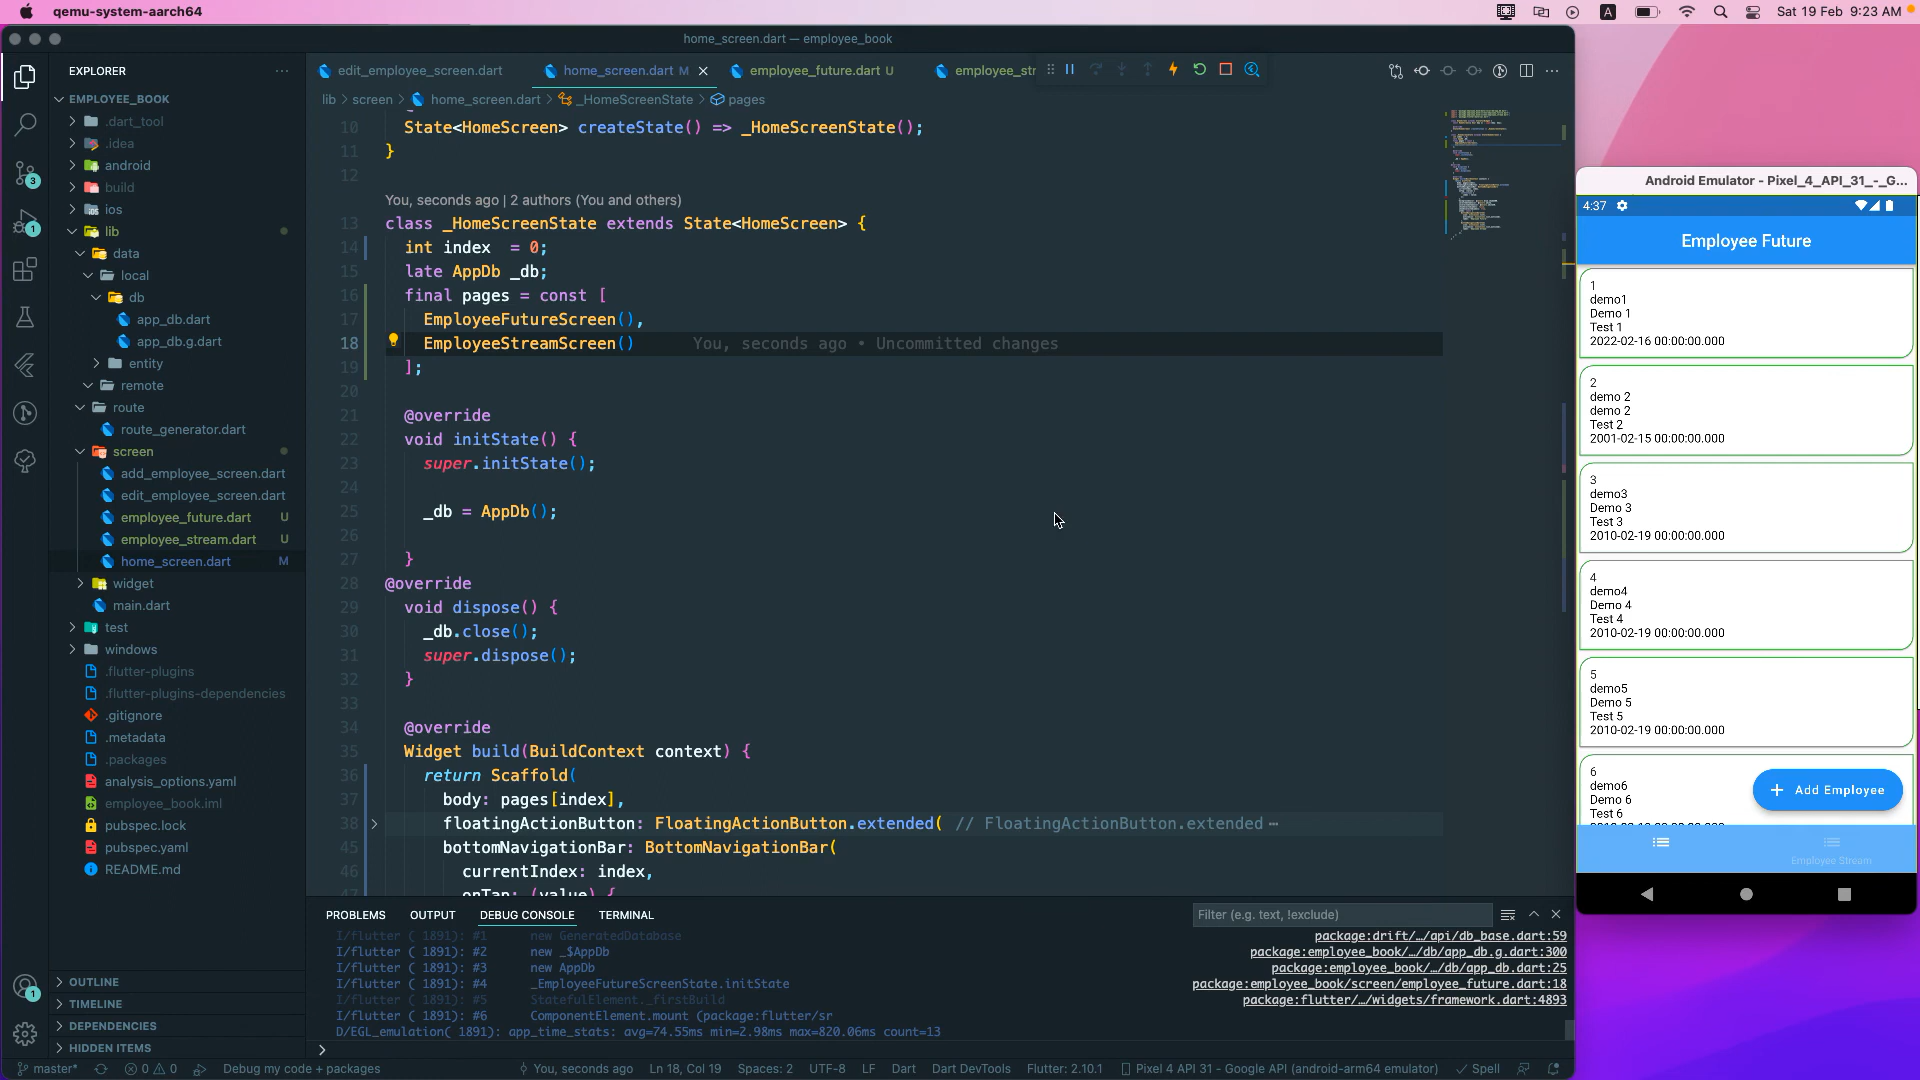 qemu-system-aarch64
A
Sat 19 Feb 9:23 AM
home_screen.dart — employee_book
EXPLORER
EMPLOYEE_BOOK
.dart_tool
.idea
android
build
ios
lib
data
local
db
app_db.dart
app_db.g.dart
entity
remote
route
route_generator.dart
screen
add_employee_screen.dart
edit_employee_screen.dart
employee_future.dart U
employee_stream.dart U
home_screen.dart M
widget
main.dart
test
windows
.flutter-plugins
.flutter-plugins-dependencies
.gitignore
.metadata
.packages
analysis_options.yaml
employee_book.iml
pubspec.lock
pubspec.yaml
README.md
OUTLINE
TIMELINE
DEPENDENCIES
HIDDEN ITEMS
3
1
1
edit_employee_screen.dart
home_screen.dart M
employee_future.dart U
employee_str
lib > screen > home_screen.dart > _HomeScreenState > pages
10 State<HomeScreen> createState() => _HomeScreenState();
11 }
12
You, seconds ago | 2 authors (You and others)
13 class _HomeScreenState extends State<HomeScreen> {
14 int index  = 0;
15 late AppDb _db;
16 final pages = const [
17 EmployeeFutureScreen(),
18 EmployeeStreamScreen() You, seconds ago • Uncommitted changes
19 ];
20
21 @override
22 void initState() {
23 super.initState();
24
25 _db = AppDb();
26
27 }
28 @override
29 void dispose() {
30 _db.close();
31 super.dispose();
32 }
33
34 @override
35 Widget build(BuildContext context) {
36 return Scaffold(
37 body: pages[index],
38 floatingActionButton: FloatingActionButton.extended( // FloatingActionButton.extended ⋯
45 bottomNavigationBar: BottomNavigationBar(
46 currentIndex: index,
47 onTap: (value) {
PROBLEMS OUTPUT DEBUG CONSOLE TERMINAL
Filter (e.g. text, !exclude)
I/flutter ( 1891): #1 new GeneratedDatabase package:drift/…/api/db_base.dart:59
I/flutter ( 1891): #2 new _$AppDb package:employee_book/…/db/app_db.g.dart:300
I/flutter ( 1891): #3 new AppDb package:employee_book/…/db/app_db.dart:25
I/flutter ( 1891): #4 _EmployeeFutureScreenState.initState package:employee_book/screen/employee_future.dart:18
I/flutter ( 1891): #5 StatefulElement._firstBuild package:flutter/…/widgets/framework.dart:4893
I/flutter ( 1891): #6 ComponentElement.mount (package:flutter/sr
D/EGL_emulation( 1891): app_time_stats: avg=74.55ms min=2.98ms max=820.06ms count=13
>
master* 0 0 Debug my code + packages You, seconds ago Ln 18, Col 19 Spaces: 2 UTF-8 LF Dart Dart DevTools Flutter: 2.10.1 Pixel 4 API 31 - Google API (android-arm64 emulator) Spell
Android Emulator - Pixel_4_API_31_-_G...
4:37
Employee Future
1
demo1
Demo 1
Test 1
2022-02-16 00:00:00.000
2
demo 2
demo 2
Test 2
2001-02-15 00:00:00.000
3
demo3
Demo 3
Test 3
2010-02-19 00:00:00.000
4
demo4
Demo 4
Test 4
2010-02-19 00:00:00.000
5
demo5
Demo 5
Test 5
2010-02-19 00:00:00.000
6
demo6
Demo 6
Test 6
+ Add Employee
Employee Stream